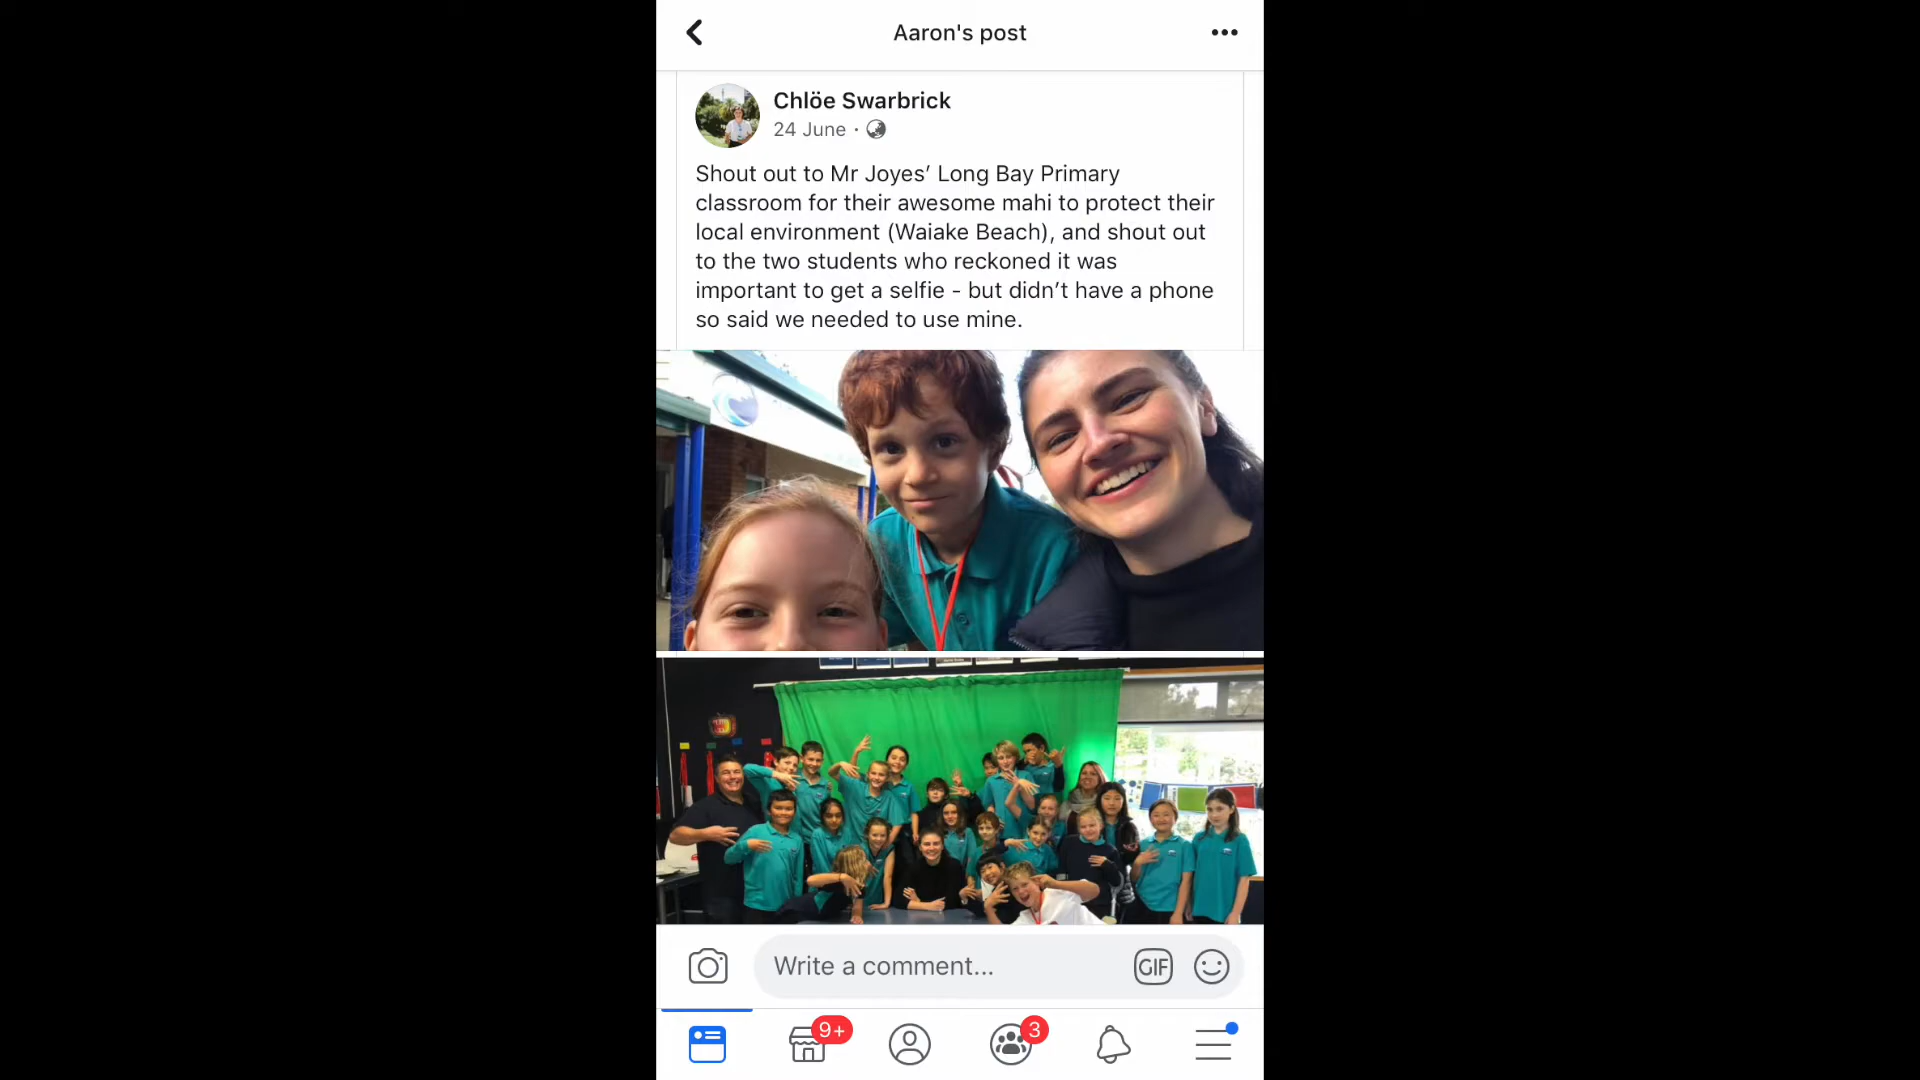 Aaron's post
Chlöe Swarbrick
24 June ·
Shout out to Mr Joyes’ Long Bay Primary
classroom for their awesome mahi to protect their
local environment (Waiake Beach), and shout out
to the two students who reckoned it was
important to get a selfie - but didn’t have a phone
so said we needed to use mine.
Write a comment...
GIF
9+
3